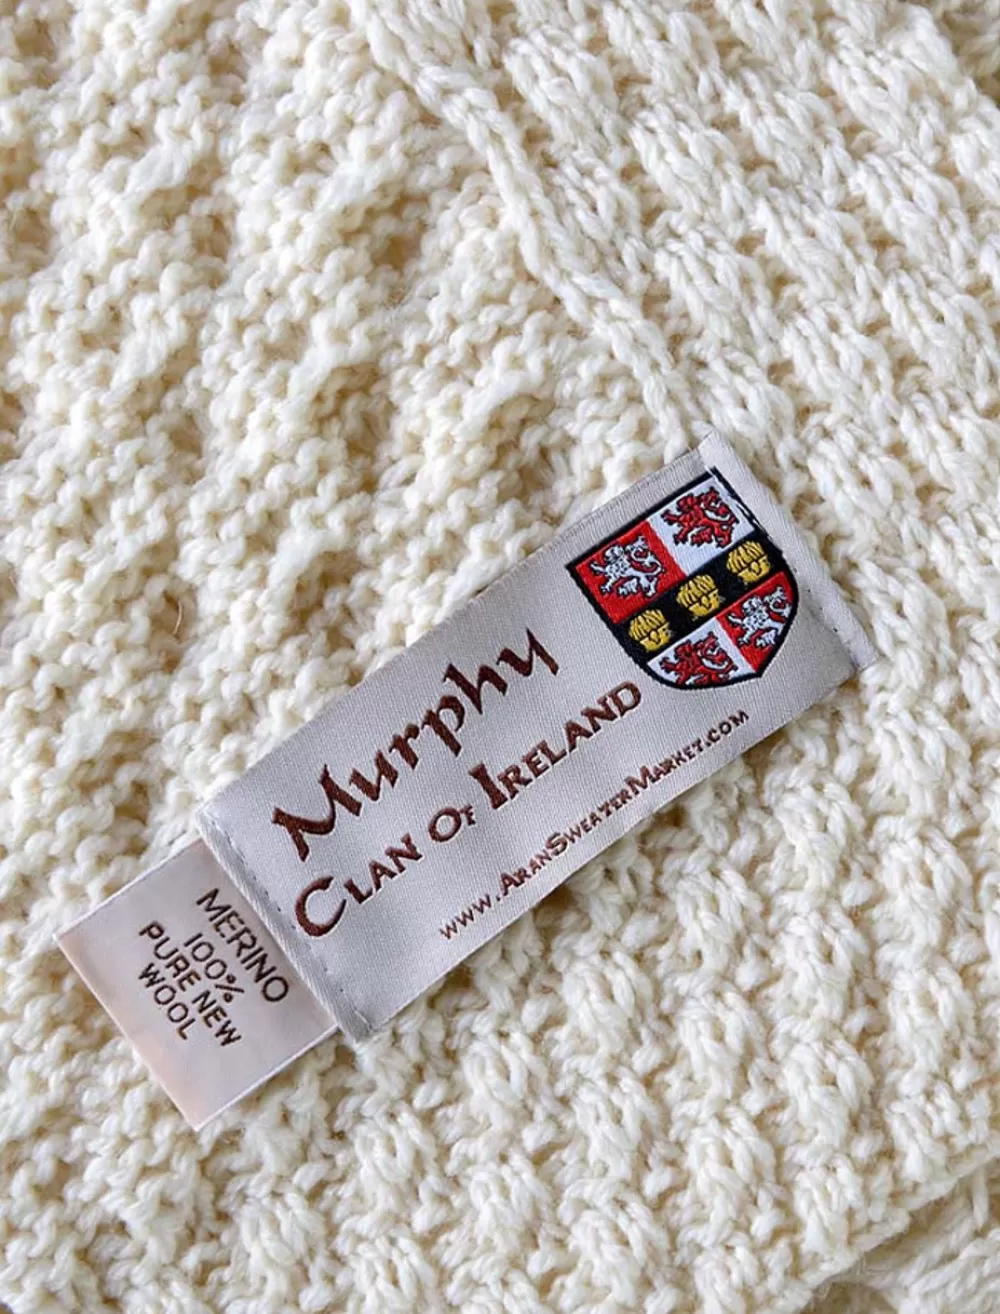 Murphy
CLAN OF IRELAND
WWW.ARANSWEATERMARKET.COM
MERINO
100%
PURE NEW
WOOL